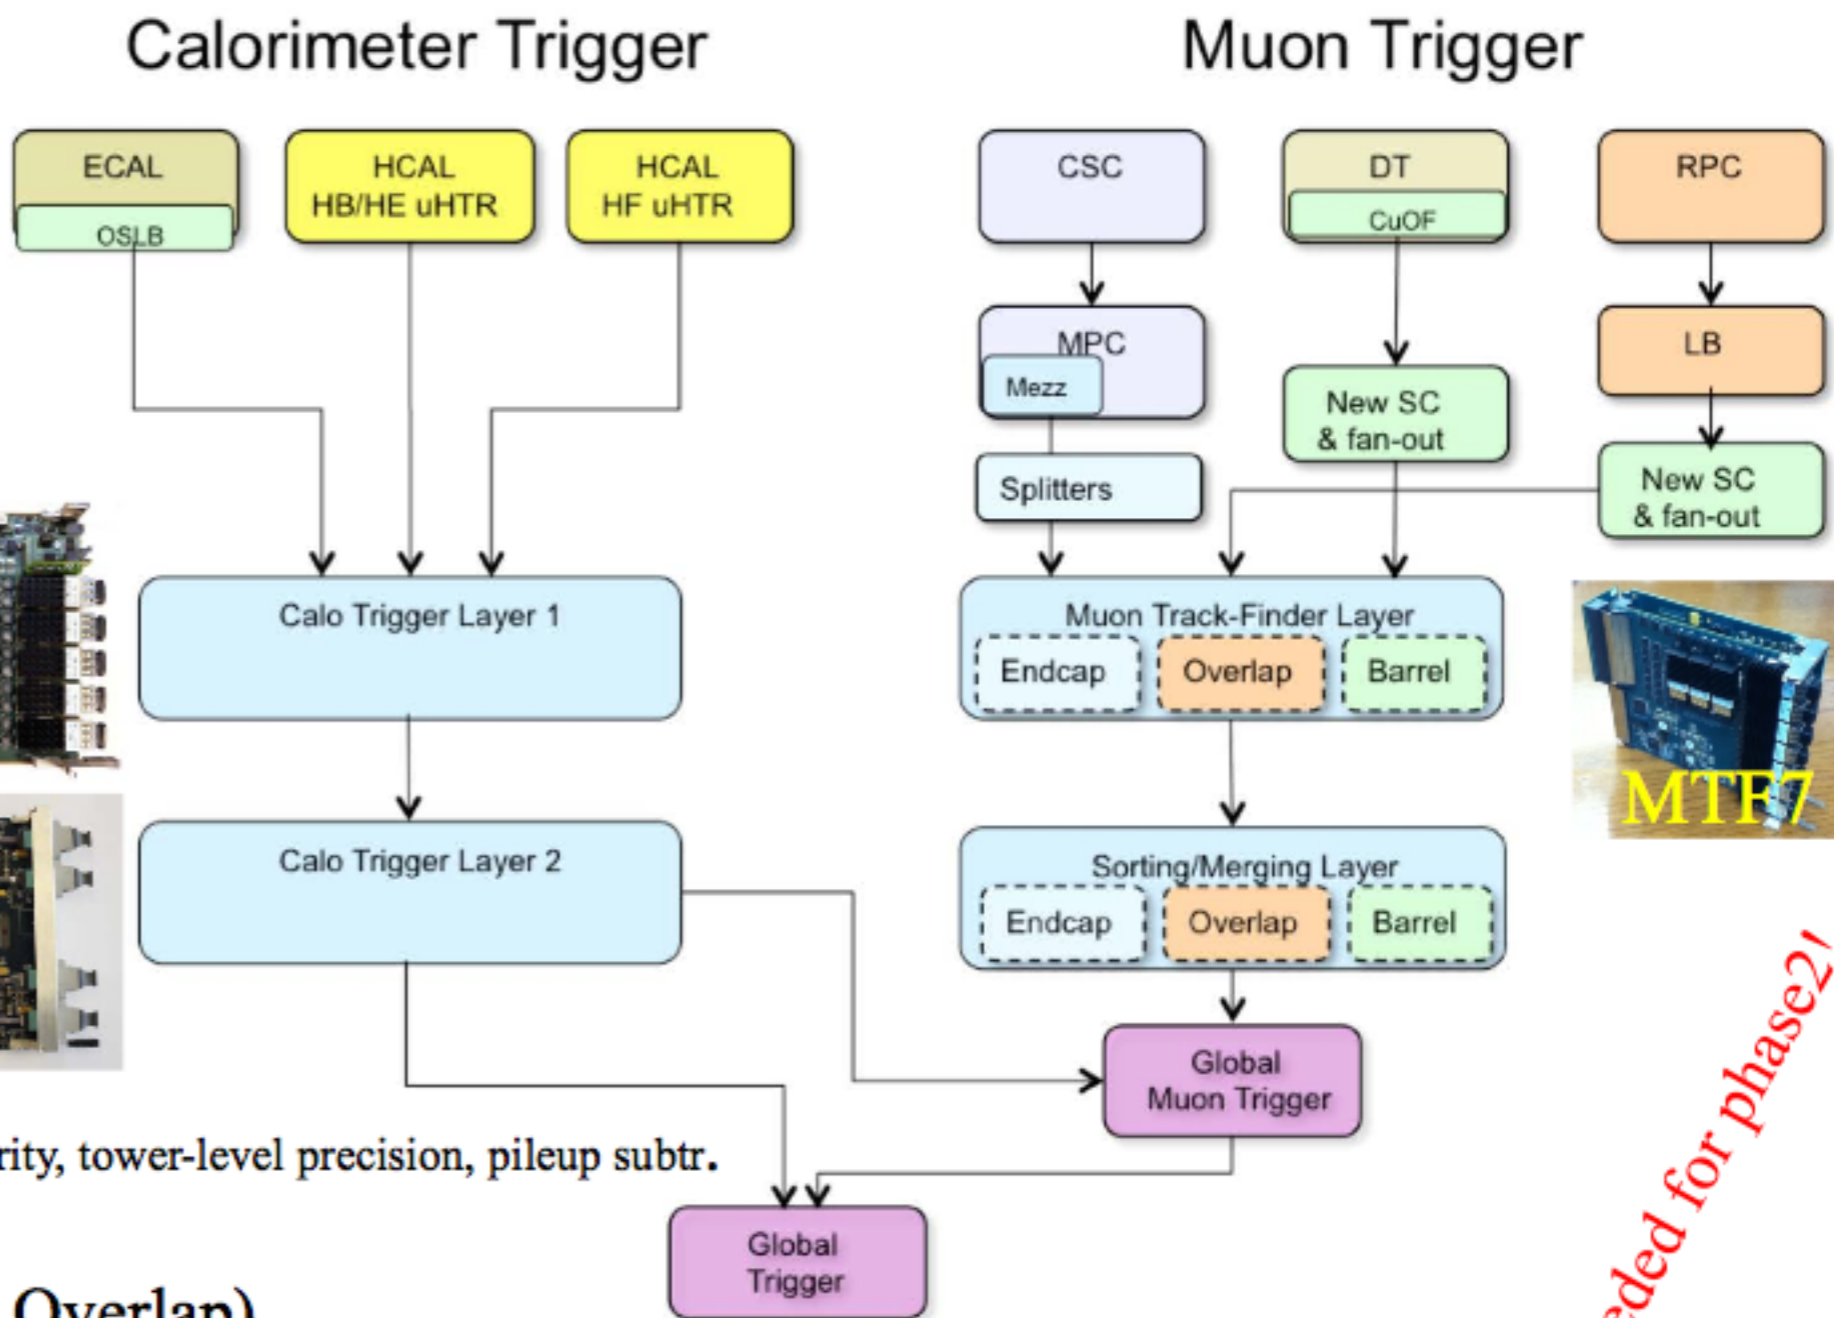 Calorimeter Trigger
Muon Trigger
ECAL
OSLB
HCAL
HB/HE uHTR
HCAL
HF uHTR
CSC
DT
CuOF
RPC
MPC
Mezz
LB
New SC
& fan-out
Splitters
New SC
& fan-out
Calo Trigger Layer 1
Muon Track-Finder Layer
Endcap
Overlap
Barrel
MTF7
Calo Trigger Layer 2
Sorting/Merging Layer
Endcap
Overlap
Barrel
Global
Muon Trigger
tower-level precision, pileup subtr.
Global
Trigger
Overlap)
for phase2!